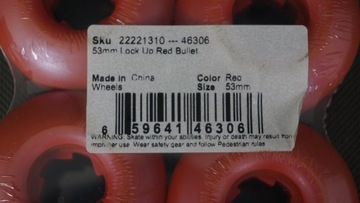 Sku 22221310 --- 46306
53mm Lock Up Red Bullet
Made in China Color Red
Wheels Size 53mm
6 59641 46306
WARNING: Skate within your abilities. Injury or death may result from
improper use. Wear safety gear and follow Pedestrian rules